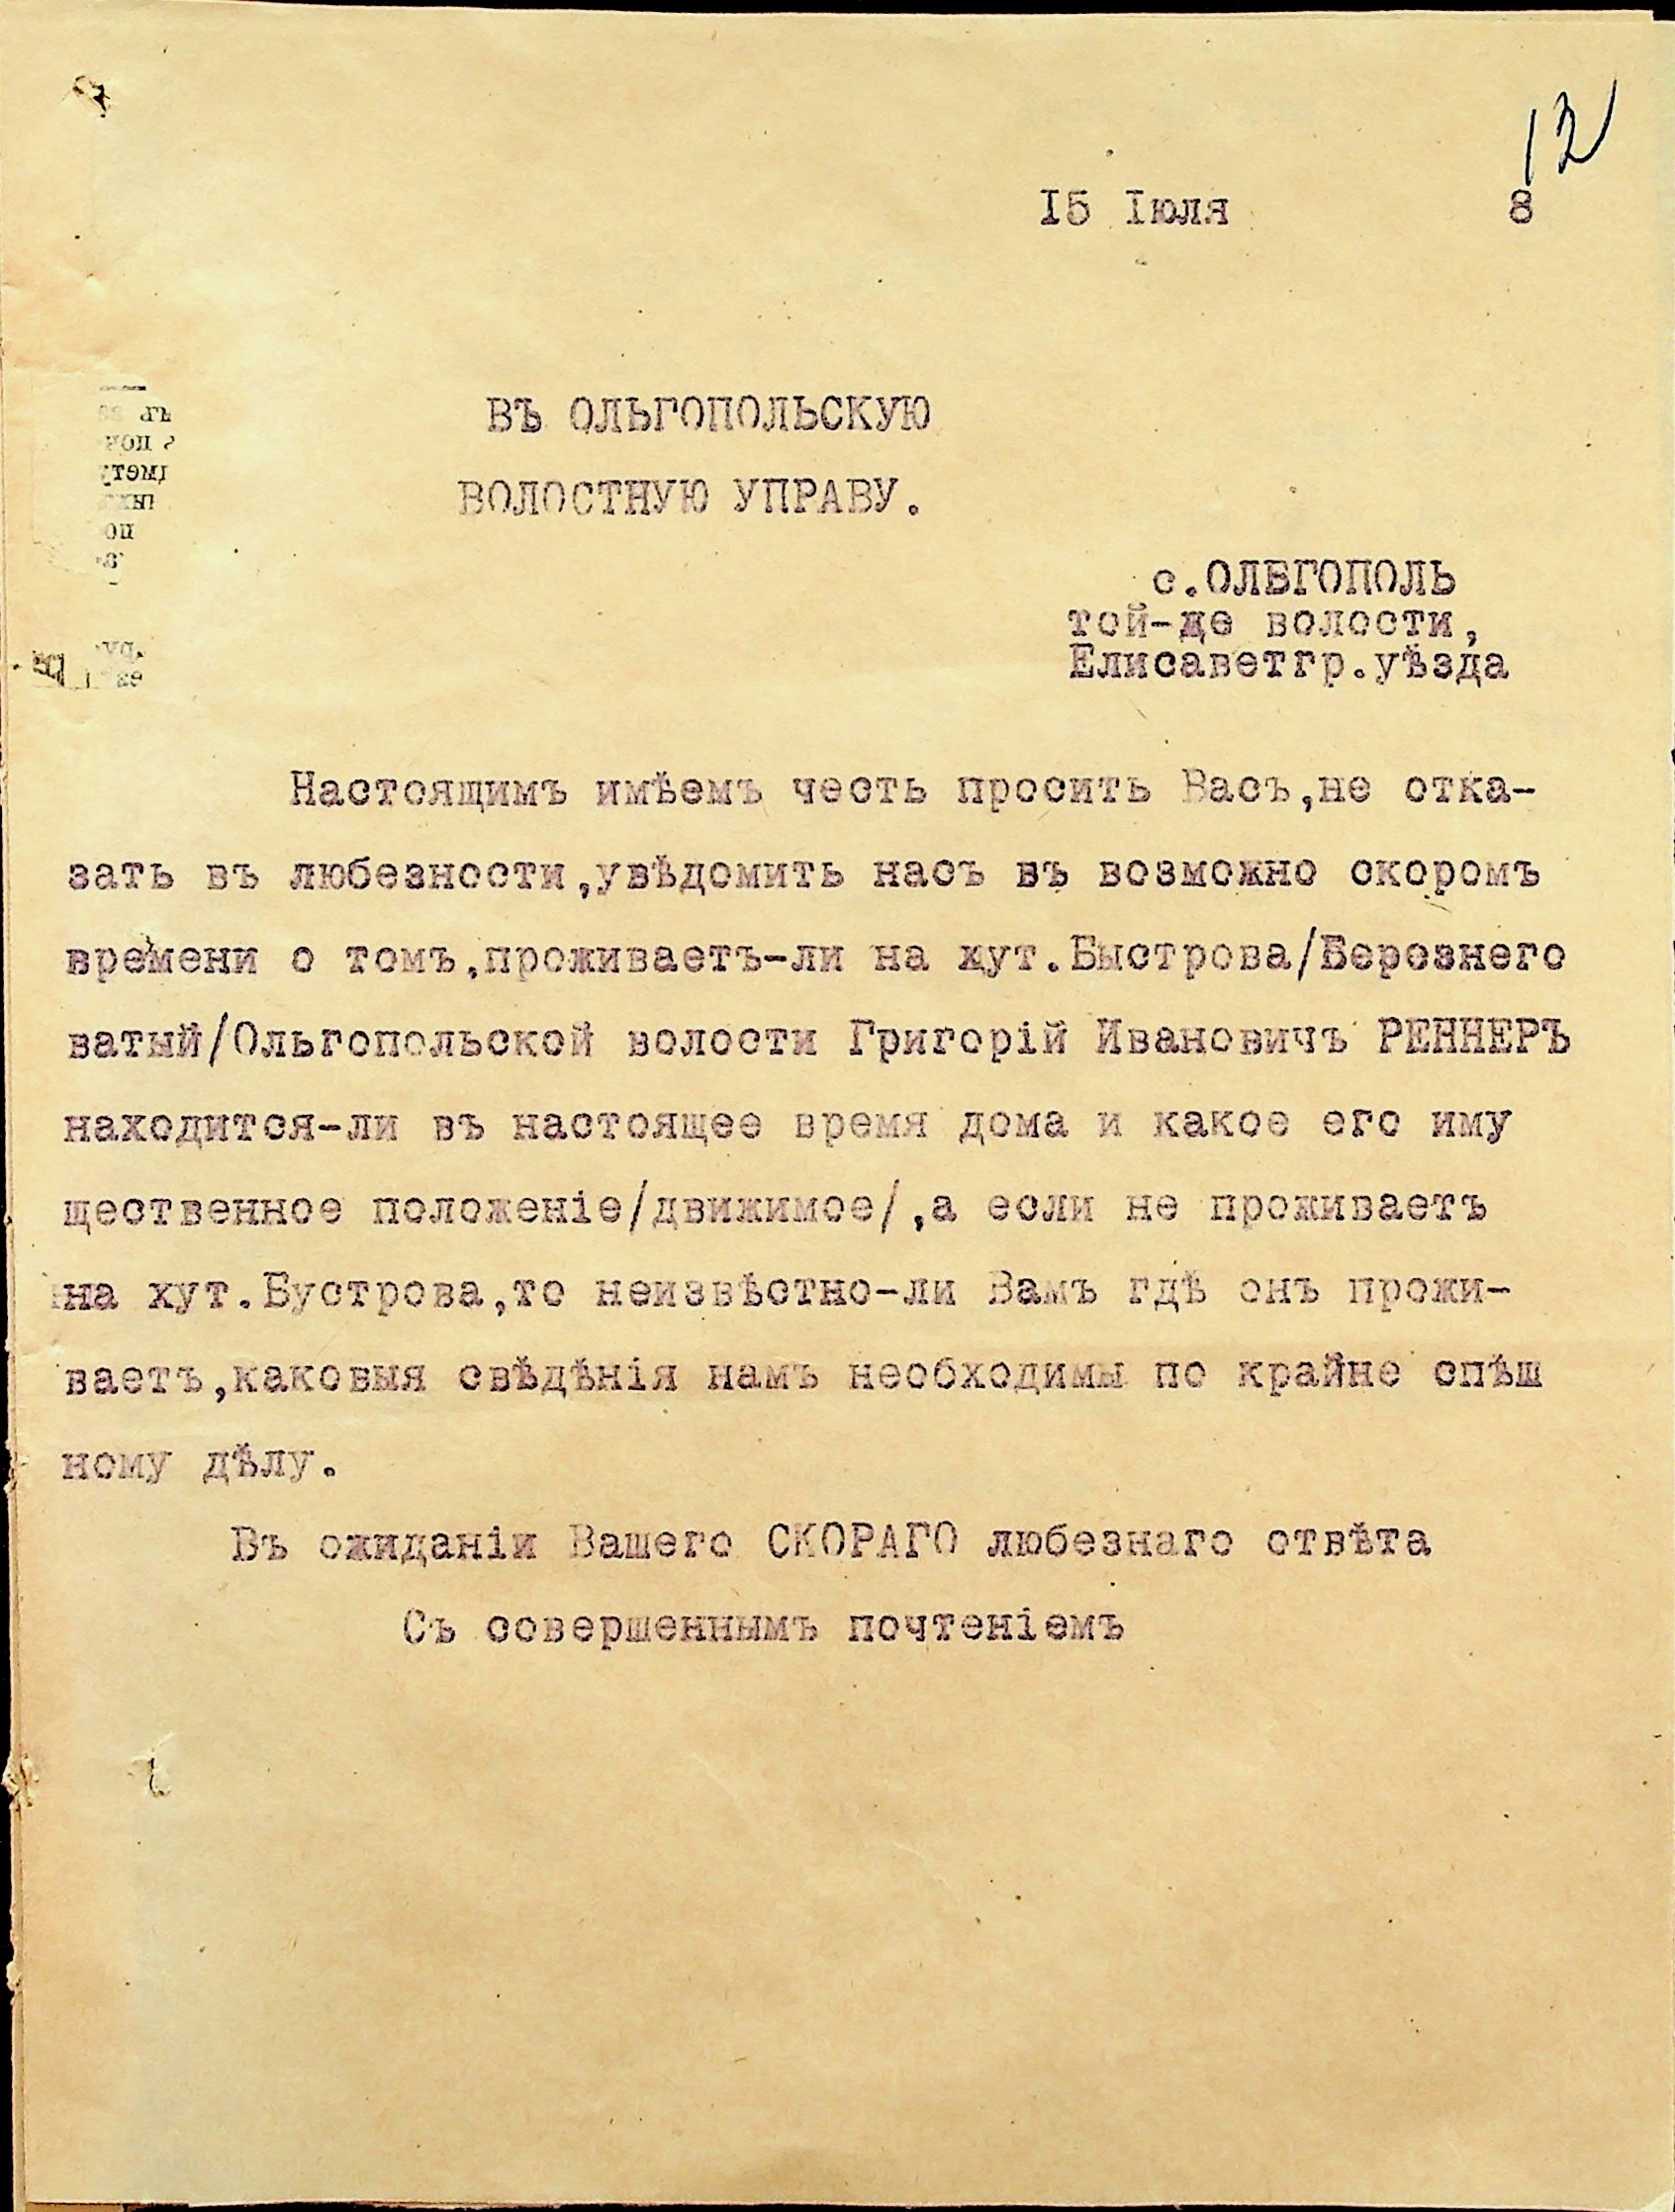 12
15 Іюля 8
ВЪ ОЛЬГОПОЛЬСКУЮ
ВОЛОСТНУЮ УПРАВУ.
с.ОЛЬГОПОЛЬ
той-де волости,
Елисаветгр.уѣзда
Настоящимъ имѣемъ честь просить Васъ,не отка-
зать въ любезности,увѣдомить насъ въ возможно скоромъ
времени о томъ,проживаетъ-ли на хут.Быстрова/Березнего
ватый/Ольгопольской волости Григорій Ивановичъ РЕННЕРЪ
находится-ли въ настоящее время дома и какое его иму
щественное положеніе/движимое/,а если не проживаетъ
на хут.Бустрова,то неизвѣстно-ли Вамъ гдѣ онъ прожи-
ваетъ,каковыя свѣдѣнія намъ необходимы по крайне спѣш
ному дѣлу.
Въ ожиданіи Вашего СКОРАГО любезнаго отвѣта
Съ совершеннымъ почтеніемъ